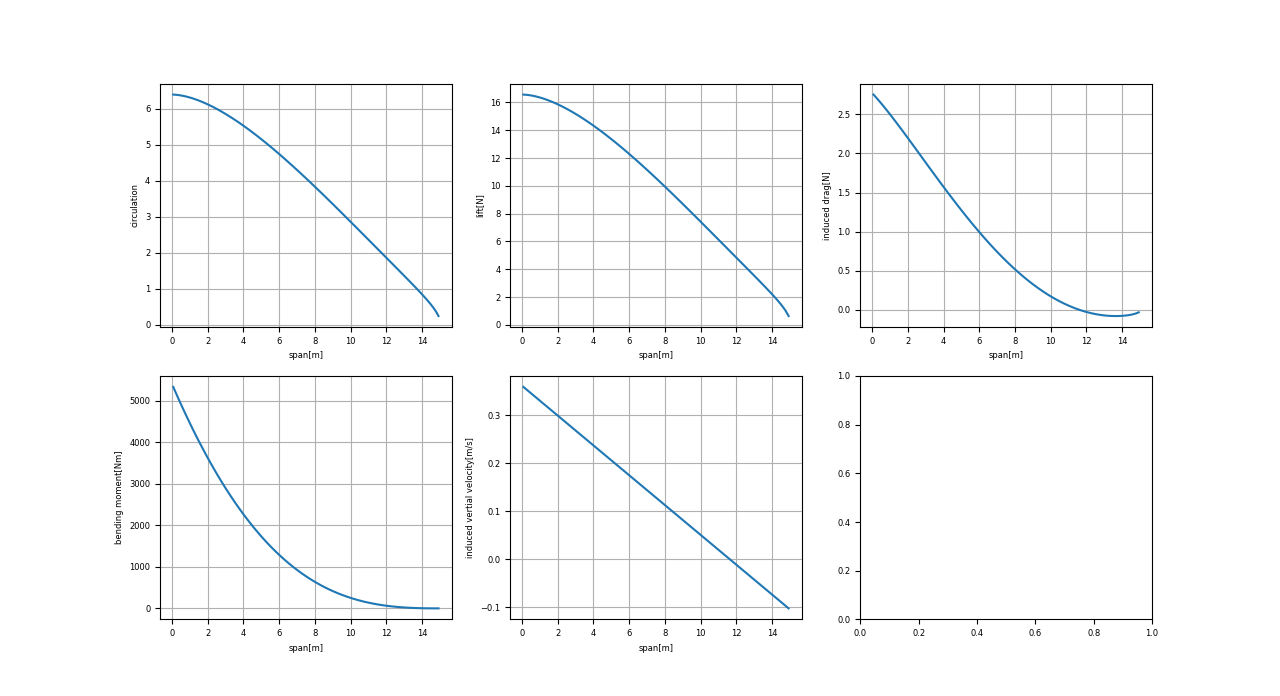 circulation
6
5
4
3
2
1
0
0 2 4 6 8 10 12 14
span[m]
lift[N]
16
14
12
10
8
6
4
2
0
0 2 4 6 8 10 12 14
span[m]
induced drag[N]
2.5
2.0
1.5
1.0
0.5
0.0
0 2 4 6 8 10 12 14
span[m]
bending moment[Nm]
5000
4000
3000
2000
1000
0
0 2 4 6 8 10 12 14
span[m]
induced vertial velocity[m/s]
0.3
0.2
0.1
0.0
−0.1
0 2 4 6 8 10 12 14
span[m]
1.0
0.8
0.6
0.4
0.2
0.0
0.0 0.2 0.4 0.6 0.8 1.0